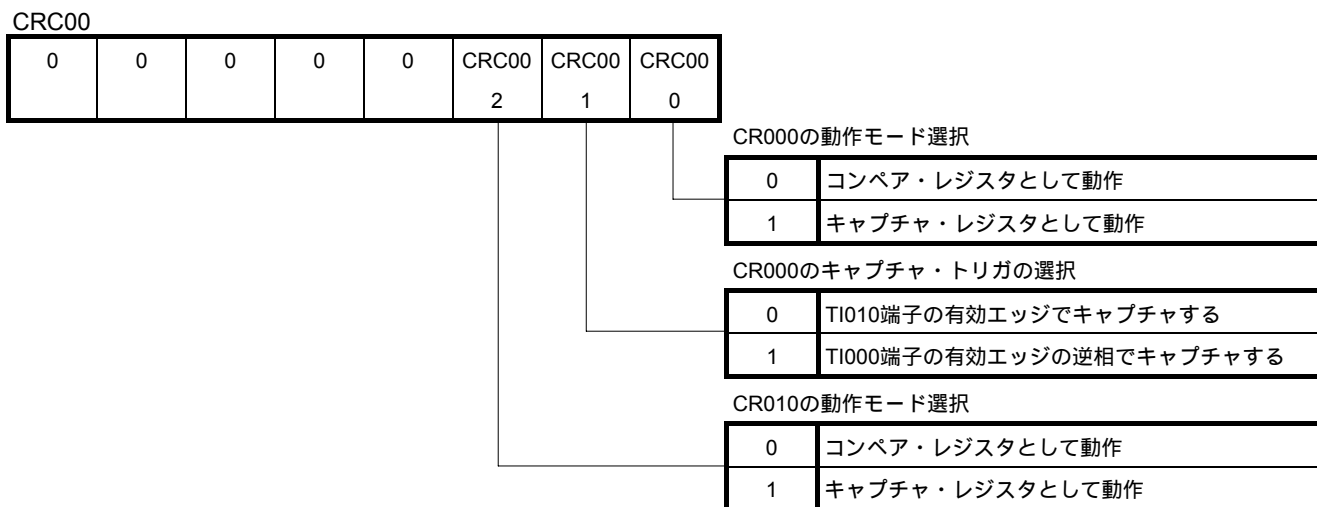 CRC00
0 0 0 0 0 CRC00 CRC00 CRC00
2 1 0
CR000の動作モード選択
0 コンペア・レジスタとして動作
1 キャプチャ・レジスタとして動作
CR000のキャプチャ・トリガの選択
0 TI010端子の有効エッジでキャプチャする
1 TI000端子の有効エッジの逆相でキャプチャする
CR010の動作モード選択
0 コンペア・レジスタとして動作
1 キャプチャ・レジスタとして動作